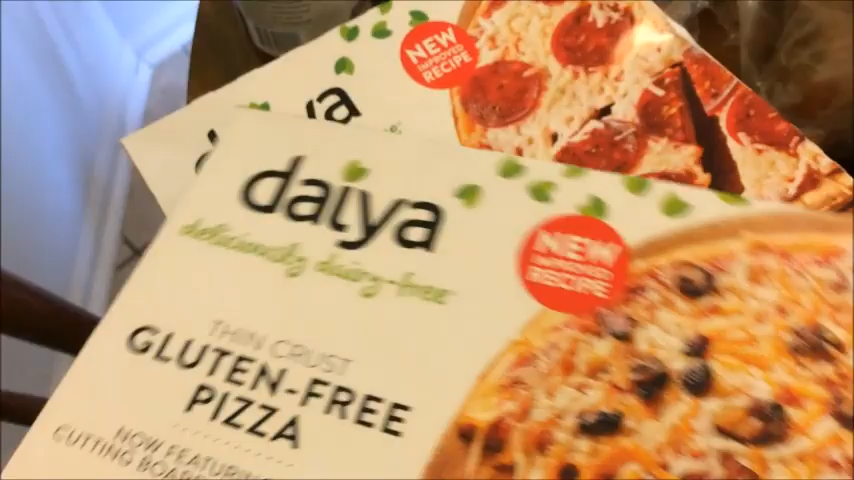 NEW
IMPROVED
RECIPE
daiya
deliciously dairy-free
NEW
IMPROVED
RECIPE
THIN CRUST
GLUTEN-FREE
PIZZA
NOW FEATURING
CUTTING BOARD